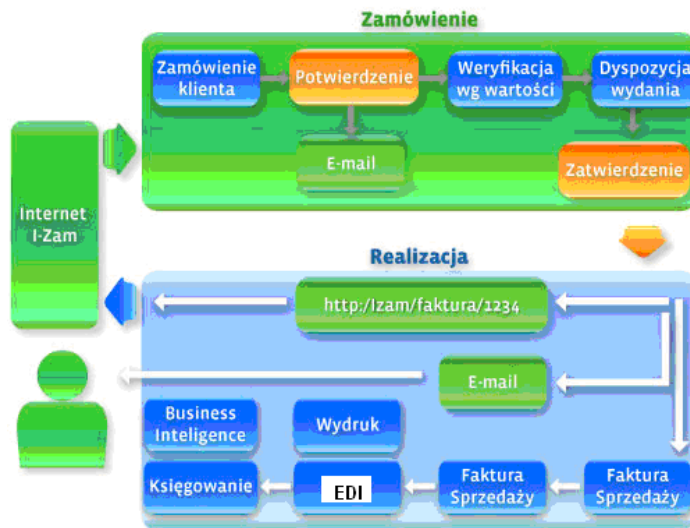 Zamówienie
Zamówienie
klienta
Potwierdzenie
Weryfikacja
wg wartości
Dyspozycja
wydania
E-mail
Zatwierdzenie
Internet
I-Zam
Realizacja
http:/Izam/faktura/1234
E-mail
Business
Inteligence
Wydruk
Księgowanie
EDI
Faktura
Sprzedaży
Faktura
Sprzedaży